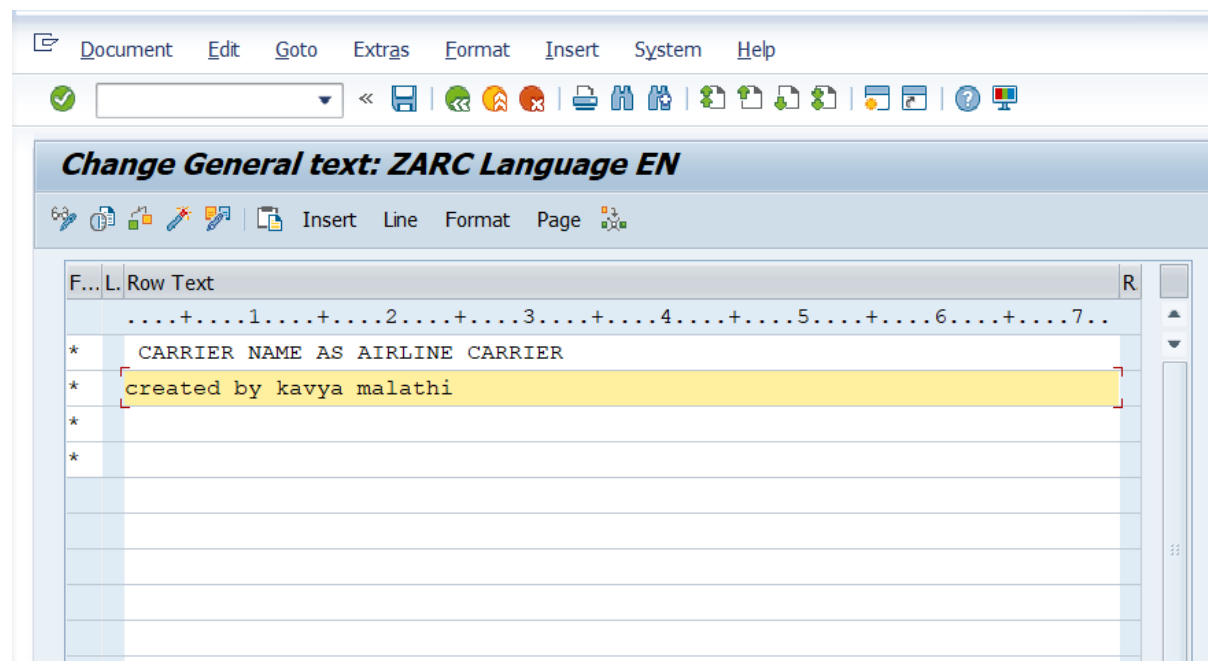 Document Edit Goto Extras Format Insert System Help
Change General text: ZARC Language EN
Insert Line Format Page
F... L. Row Text R.
....+....1....+....2....+....3....+....4....+....5....+....6....+....7..
* CARRIER NAME AS AIRLINE CARRIER
* created by kavya malathi
*
*